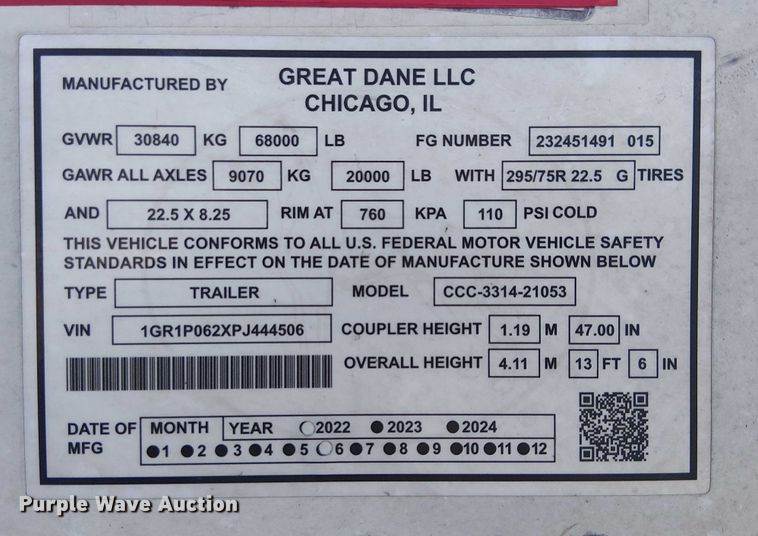 MANUFACTURED BY GREAT DANE LLC
CHICAGO, IL
GVWR 30840 KG 68000 LB FG NUMBER 232451491 015
GAWR ALL AXLES 9070 KG 20000 LB WITH 295/75R 22.5 G TIRES
AND 22.5 X 8.25 RIM AT 760 KPA 110 PSI COLD
THIS VEHICLE CONFORMS TO ALL U.S. FEDERAL MOTOR VEHICLE SAFETY
STANDARDS IN EFFECT ON THE DATE OF MANUFACTURE SHOWN BELOW
TYPE TRAILER MODEL CCC-3314-21053
VIN 1GR1P062XPJ444506 COUPLER HEIGHT 1.19 M 47.00 IN
OVERALL HEIGHT 4.11 M 13 FT 6 IN
DATE OF MFG MONTH YEAR 2022 2023 2024
1 2 3 4 5 6 7 8 9 10 11 12
Purple Wave Auction